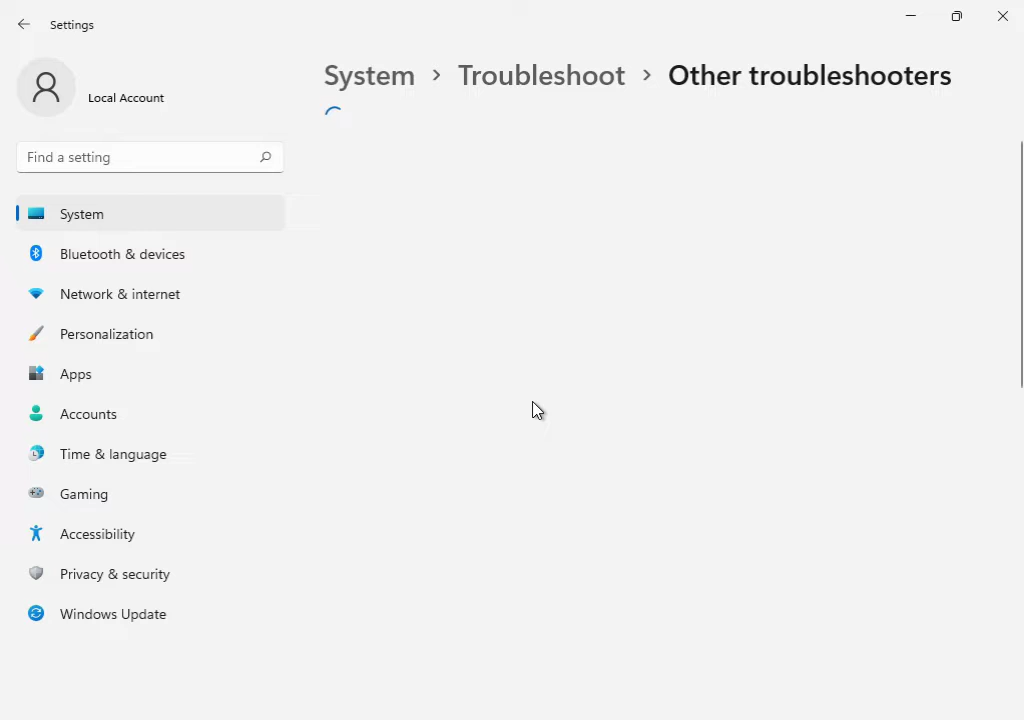 Settings
Local Account
Find a setting
System
Bluetooth & devices
Network & internet
Personalization
Apps
Accounts
Time & language
Gaming
Accessibility
Privacy & security
Windows Update
System > Troubleshoot > Other troubleshooters